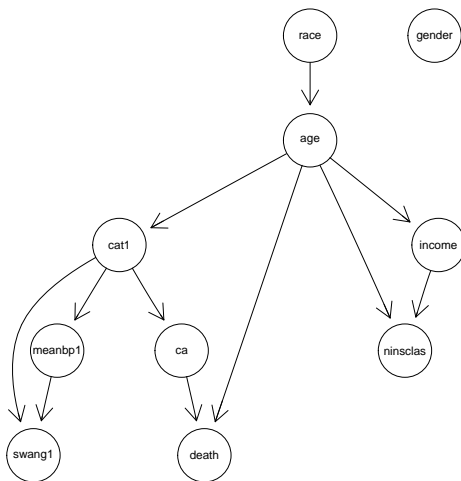 race
gender
age
cat1
income
meanbp1
ca
ninsclas
swang1
death